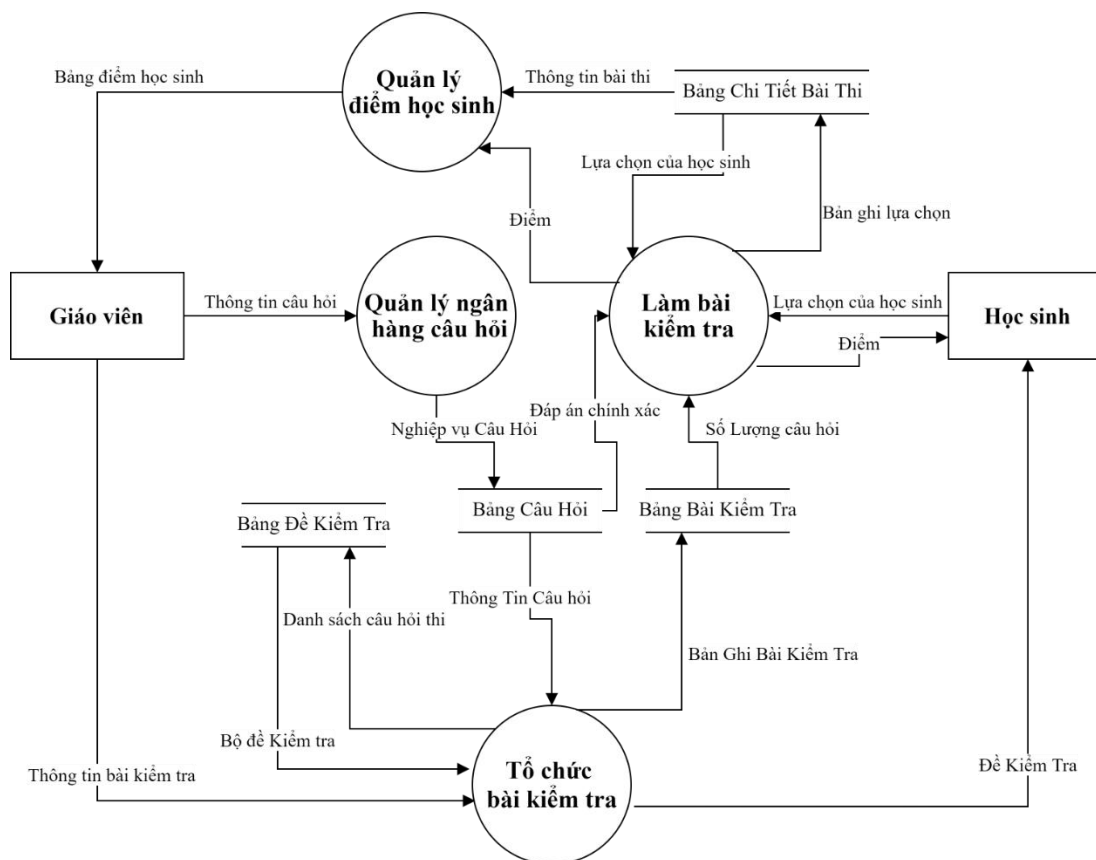 Bảng điểm học sinh
Quản lý
điểm học sinh
Thông tin bài thi
Bảng Chi Tiết Bài Thi
Lựa chọn của học sinh
Điểm
Bản ghi lựa chọn
Giáo viên
Thông tin câu hỏi
Quản lý ngân
hàng câu hỏi
Làm bài
kiểm tra
Lựa chọn của học sinh
Học sinh
Điểm
Đáp án chính xác
Nghiệp vụ Câu Hỏi
Số Lượng câu hỏi
Bảng Đề Kiểm Tra
Bảng Câu Hỏi
Bảng Bài Kiểm Tra
Thông Tin Câu hỏi
Danh sách câu hỏi thi
Bản Ghi Bài Kiểm Tra
Bộ đề Kiểm tra
Thông tin bài kiểm tra
Tổ chức
bài kiểm tra
Đề Kiểm Tra